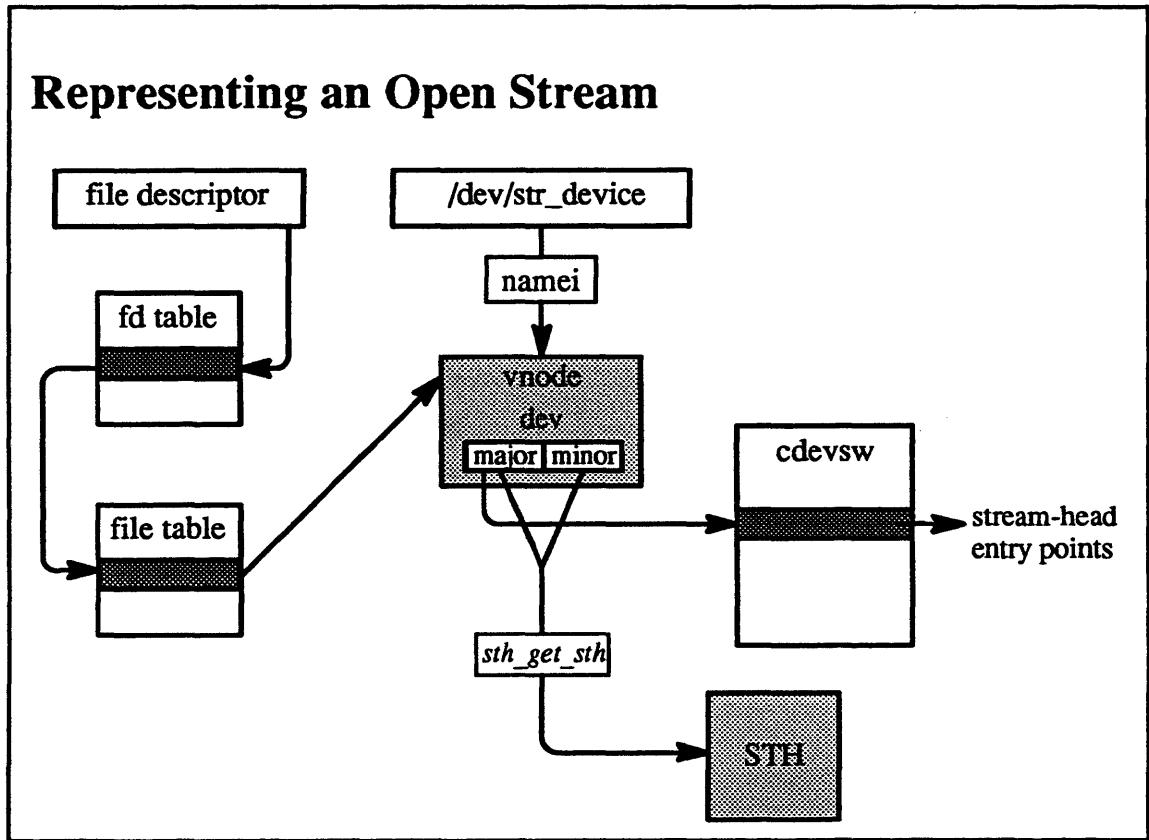 Representing an Open Stream
file descriptor
/dev/str_device
namei
fd table
vnode
dev
major minor
cdevsw
stream-head
entry points
file table
sth_get_sth
STH